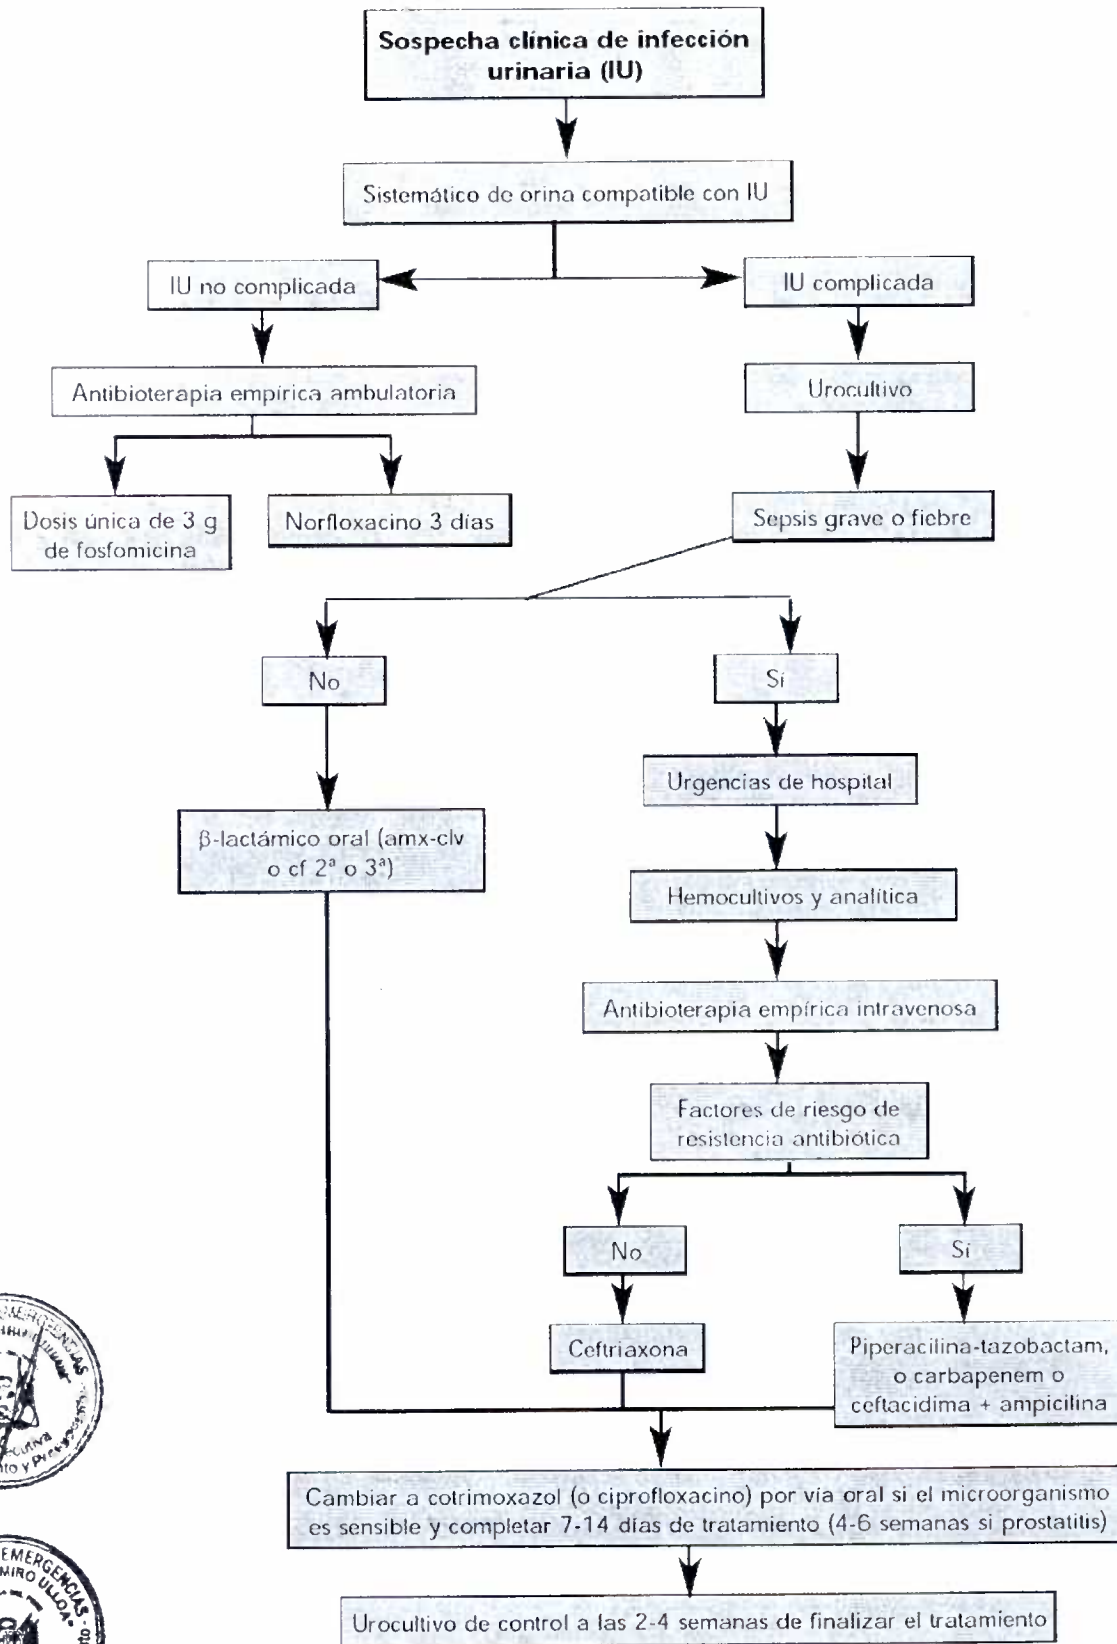 Sospecha clínica de infección
urinaria (IU)
Sistemático de orina compatible con IU
IU no complicada
IU complicada
Antibioterapia empírica ambulatoria
Urocultivo
Dosis única de 3 g
de fosfomicina
Norfloxacino 3 días
Sepsis grave o fiebre
No
Si
Urgencias de hospital
β-lactámico oral (amx-clv
o cf 2ª o 3ª)
Hemocultivos y analítica
Antibioterapia empírica intravenosa
Factores de riesgo de
resistencia antibiótica
No
Si
Ceftriaxona
Piperacilina-tazobactam,
o carbapenem o
ceftacidima + ampicilina
Cambiar a cotrimoxazol (o ciprofloxacino) por vía oral si el microorganismo
es sensible y completar 7-14 días de tratamiento (4-6 semanas si prostatitis)
Urocultivo de control a las 2-4 semanas de finalizar el tratamiento
EMERGENCIAS
ULLOA